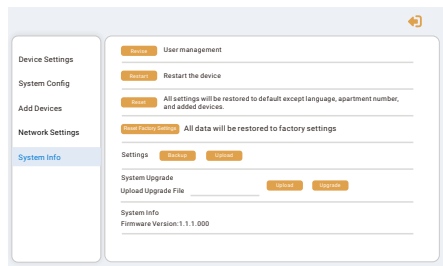 Device Settings
System Config
Add Devices
Network Settings
System Info
Revise User management
Restart Restart the device
Reset All settings will be restored to default except language, apartment number,
and added devices.
Reset Factory Settings All data will be restored to factory settings
Settings Backup Upload
System Upgrade
Upload Upgrade File Upload Upgrade
System Info
Firmware Version:1.1.1.000